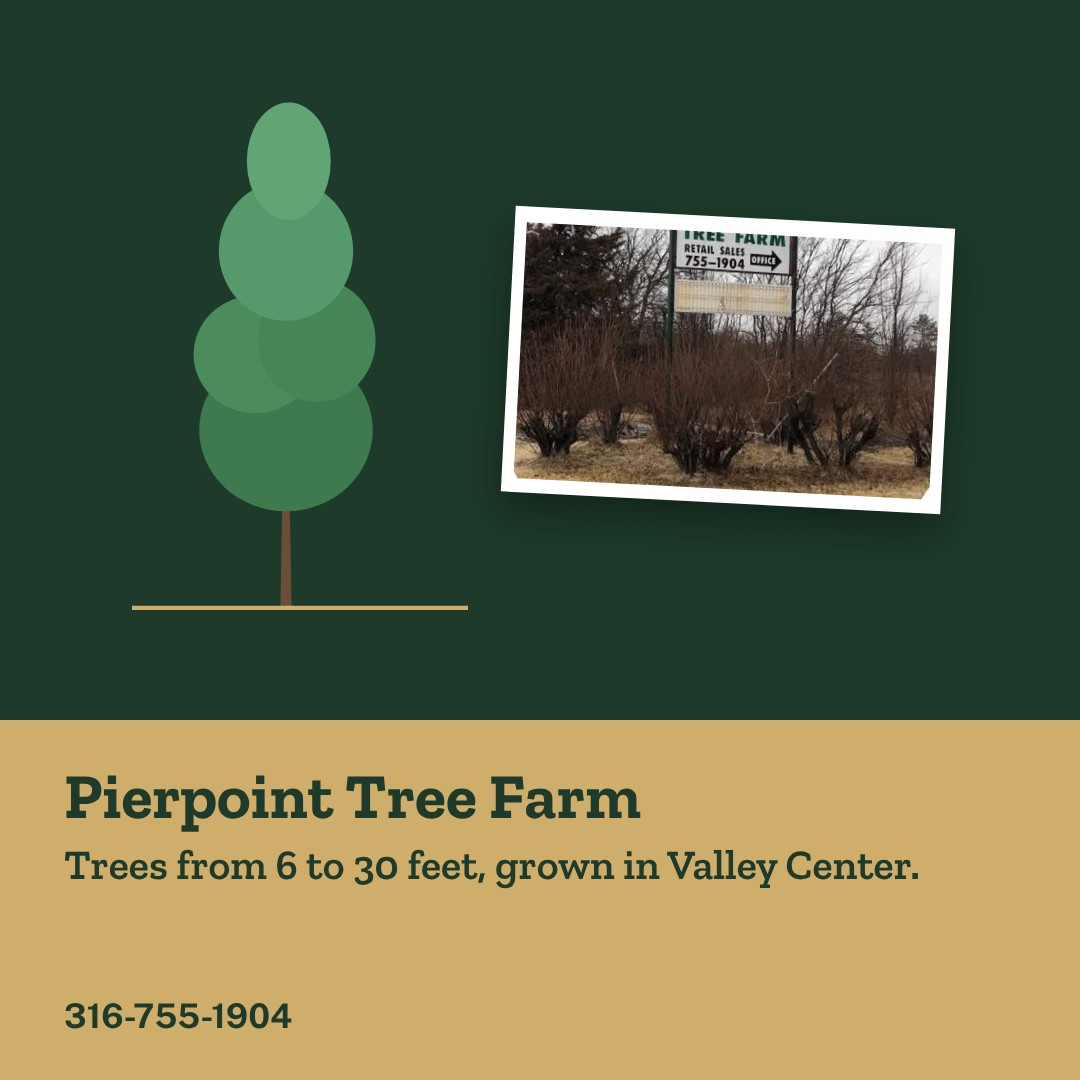 TREE FARM
RETAIL SALES
755-1904 OFFICE
Pierpoint Tree Farm
Trees from 6 to 30 feet, grown in Valley Center.
316-755-1904